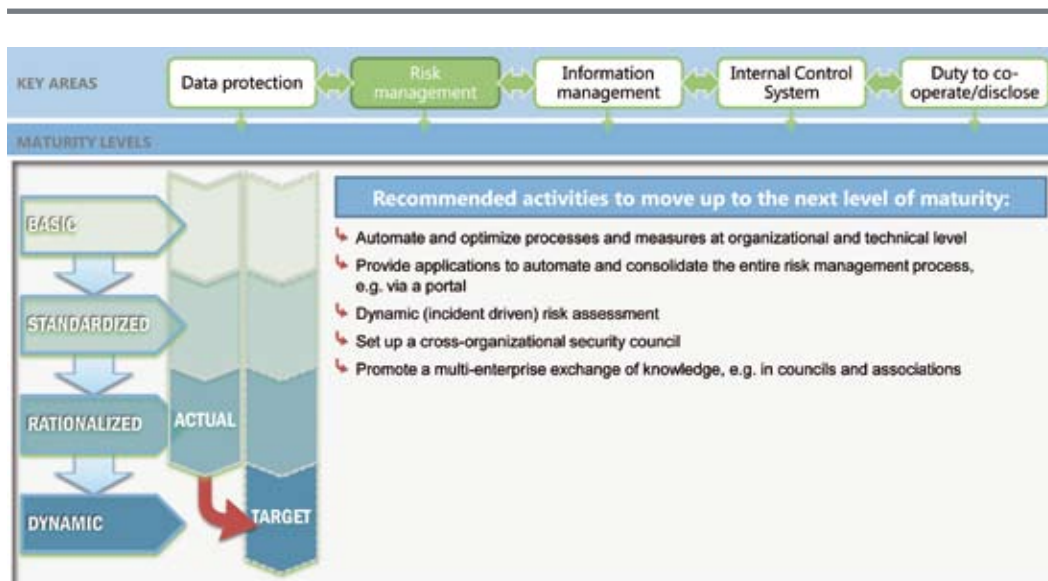 KEY AREAS
Data protection
Risk
management
Information
management
Internal Control
System
Duty to co-
operate/disclose
MATURITY LEVELS
BASIC
STANDARDIZED
RATIONALIZED
DYNAMIC
ACTUAL
TARGET
Recommended activities to move up to the next level of maturity:
Automate and optimize processes and measures at organizational and technical level
Provide applications to automate and consolidate the entire risk management process,
e.g. via a portal
Dynamic (incident driven) risk assessment
Set up a cross-organizational security council
Promote a multi-enterprise exchange of knowledge, e.g. in councils and associations